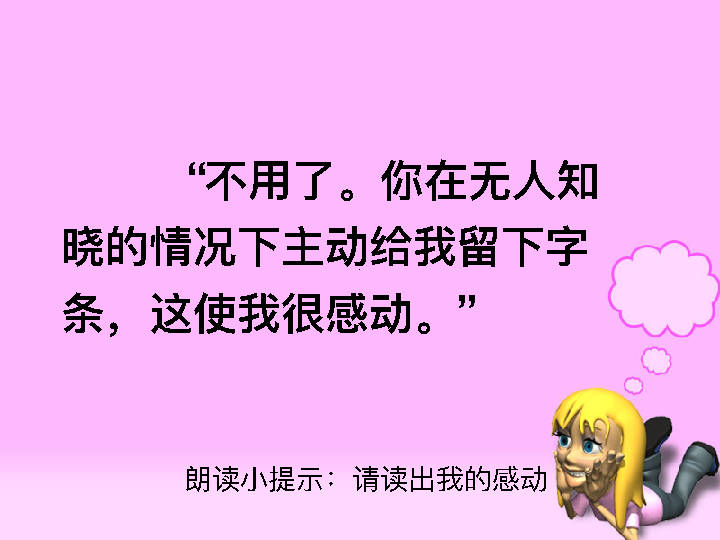 “不用了。你在无人知
晓的情况下主动给我留下字
条，这使我很感动。”
朗读小提示：请读出我的感动